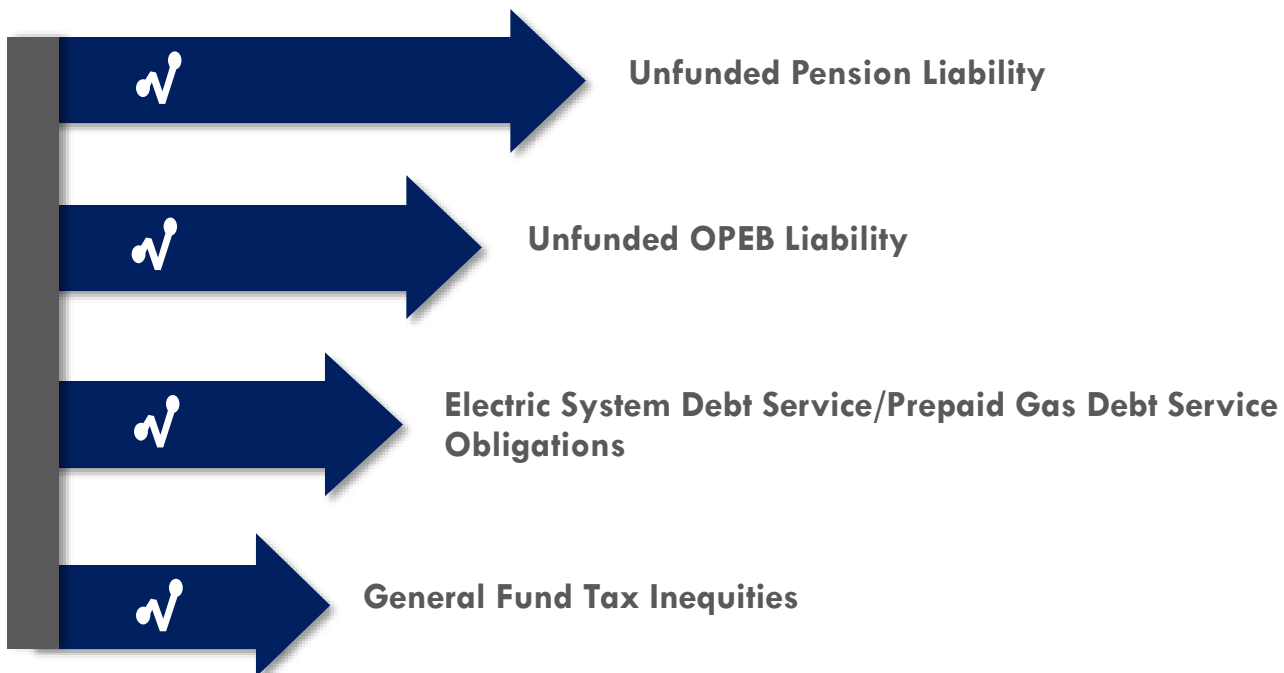 Unfunded Pension Liability
Unfunded OPEB Liability
Electric System Debt Service/Prepaid Gas Debt Service
Obligations
General Fund Tax Inequities